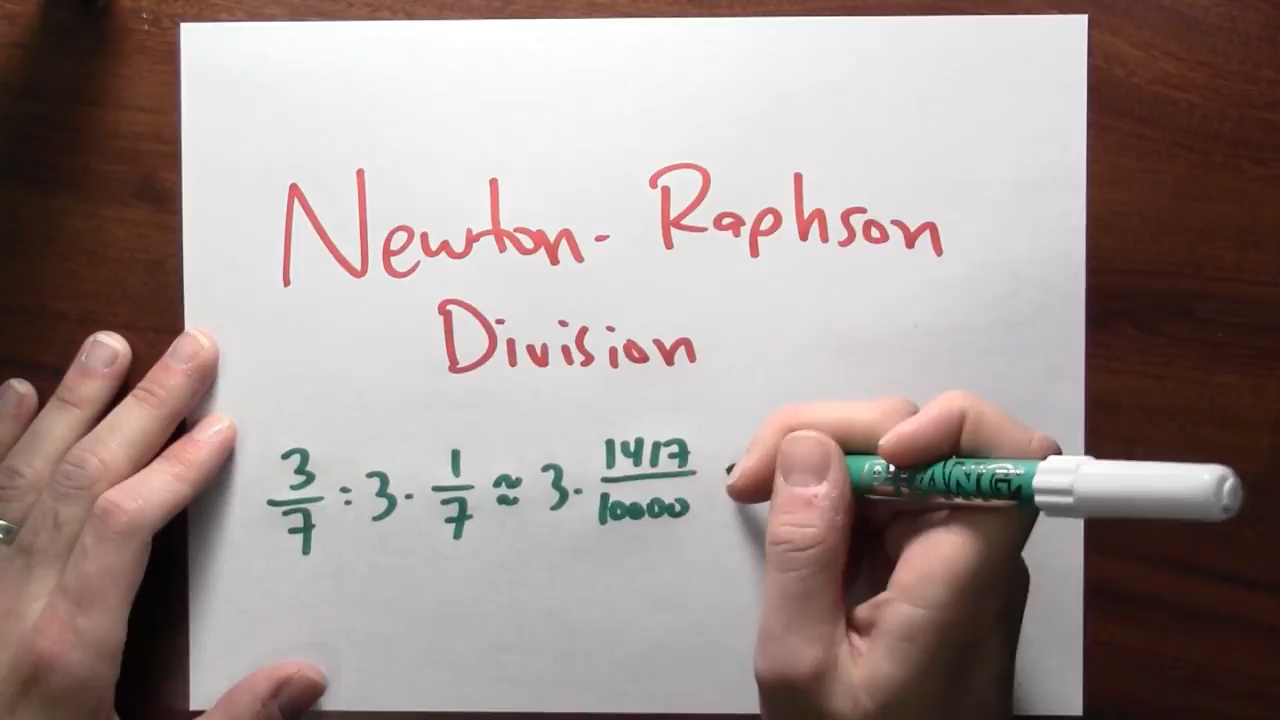 Newton-Raphson
Division
3/7 = 3 · 1/7 ≈ 3 · 1417/10000